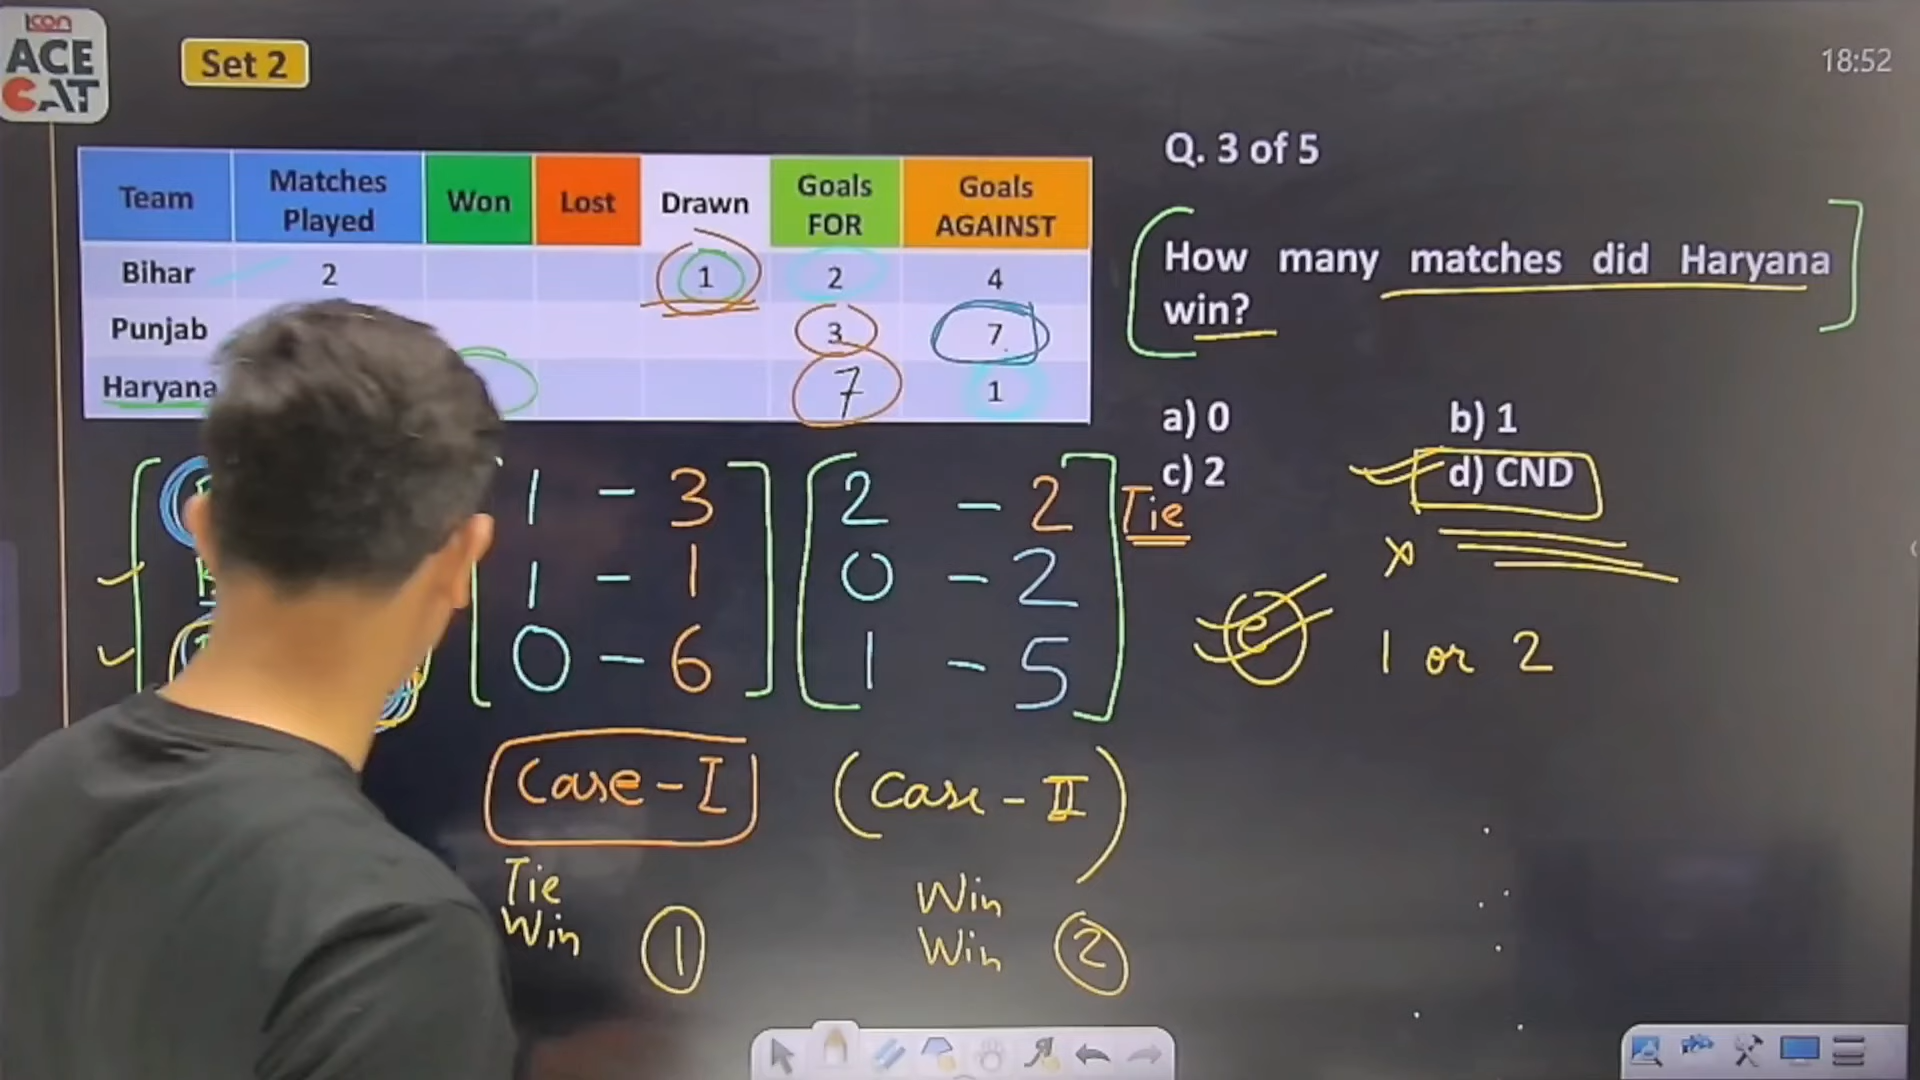 icon
ACE
CAT
Set 2
18:52
Team Matches Played Won Lost Drawn Goals FOR Goals AGAINST
Bihar 2 1 2 4
Punjab 3 7
Haryana 7 1
Q. 3 of 5
How many matches did Haryana
win?
a) 0 b) 1
c) 2 d) CND
1 - 3 2 - 2 Tie
1 - 1 0 - 2 x
0 - 6 1 - 5 e 1 or 2
Case - I (Case - II)
Tie Win
Win 1 Win 2